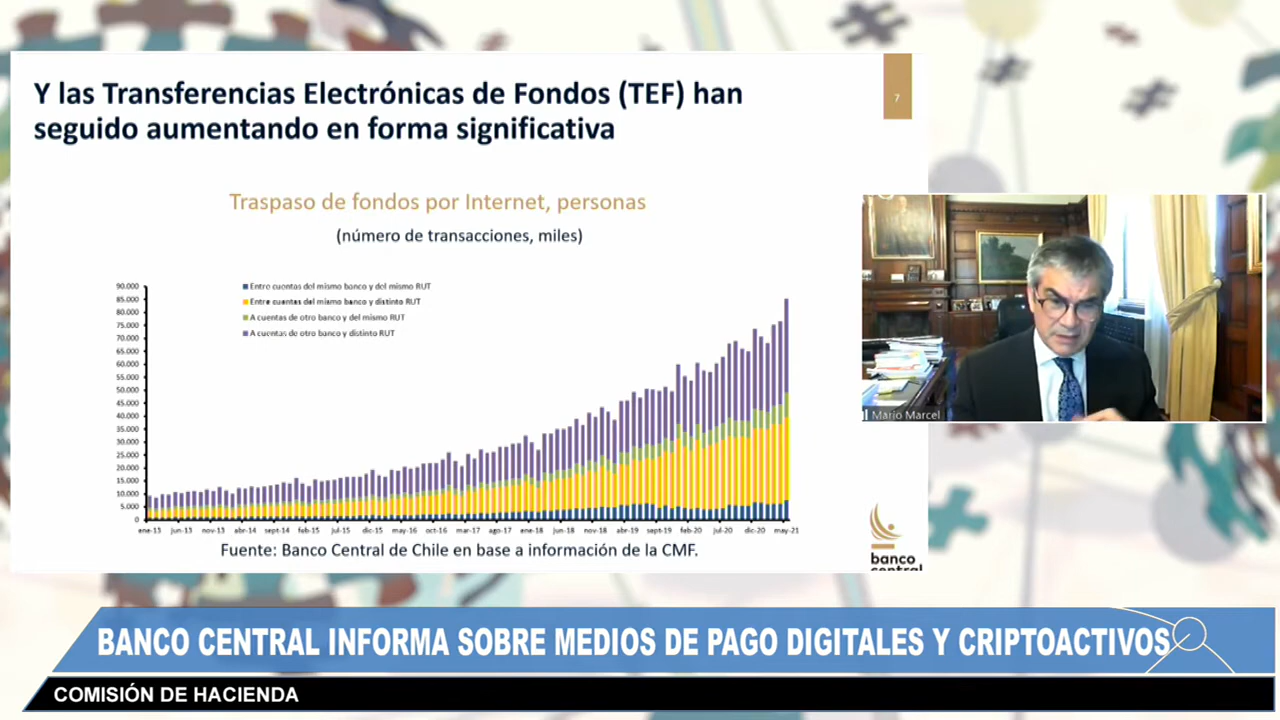 Y las Transferencias Electrónicas de Fondos (TEF) han
seguido aumentando en forma significativa
7
Traspaso de fondos por Internet, personas
(número de transacciones, miles)
90.000
85.000
80.000
75.000
70.000
65.000
60.000
55.000
50.000
45.000
40.000
35.000
30.000
25.000
20.000
15.000
10.000
5.000
0
Entre cuentas del mismo banco y del mismo RUT
Entre cuentas del mismo banco y distinto RUT
A cuentas de otro banco y del mismo RUT
A cuentas de otro banco y distinto RUT
ene-13 jun-13 nov-13 abr-14 sept-14 feb-15 jul-15 dic-15 may-16 oct-16 mar-17 ago-17 ene-18 jun-18 nov-18 abr-19 sept-19 feb-20 jul-20 dic-20 may-21
Fuente: Banco Central de Chile en base a información de la CMF.
banco
central
Mario Marcel
BANCO CENTRAL INFORMA SOBRE MEDIOS DE PAGO DIGITALES Y CRIPTOACTIVOS
COMISIÓN DE HACIENDA